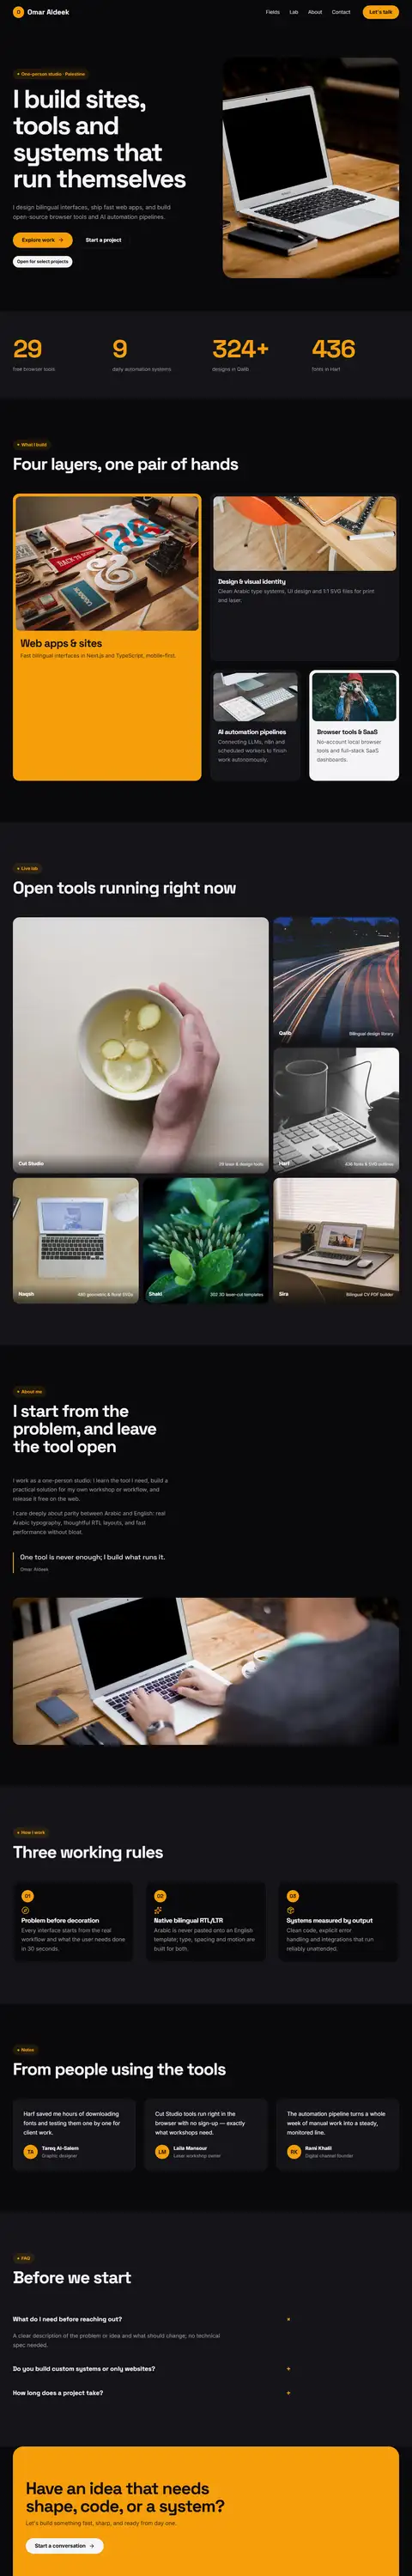 O Omar Aldeek
Fields Lab About Contact Let's talk
One-person studio · Palestine
I build sites,
tools and
systems that
run themselves
I design bilingual interfaces, ship fast web apps, and build
open-source browser tools and AI automation pipelines.
Explore work → Start a project
Open for select projects
29 9 324+ 436
free browser tools daily automation systems designs in Qalib fonts in Harf
What I build
Four layers, one pair of hands
Web apps & sites
Fast bilingual interfaces in Next.js and TypeScript, mobile-first.
Design & visual identity
Clean Arabic type systems, UI design and 1:1 SVG files for print
and laser.
AI automation pipelines
Connecting LLMs, n8n and
scheduled workers to finish
work autonomously.
Browser tools & SaaS
No-account local browser
tools and full-stack SaaS
dashboards.
Live lab
Open tools running right now
Cut Studio 29 laser & design tools
Qalib Bilingual design library
Harf 436 fonts & SVG outlines
Naqsh 480 geometric & floral SVGs
Shakl 302 3D laser-cut templates
Sira Bilingual CV PDF builder
About me
I start from the
problem, and leave
the tool open
I work as a one-person studio: I learn the tool I need, build a
practical solution for my own workshop or workflow, and
release it free on the web.
I care deeply about parity between Arabic and English: real
Arabic typography, thoughtful RTL layouts, and fast
performance without bloat.
One tool is never enough; I build what runs it.
Omar Aldeek
How I work
Three working rules
01
Problem before decoration
Every interface starts from the real
workflow and what the user needs done
in 30 seconds.
02
Native bilingual RTL/LTR
Arabic is never pasted onto an English
template; type, spacing and motion are
built for both.
03
Systems measured by output
Clean code, explicit error
handling and integrations that run
reliably unattended.
Notes
From people using the tools
Harf saved me hours of downloading
fonts and testing them one by one for
client work.
TA Tareq Al-Salem
Graphic designer
Cut Studio tools run right in the
browser with no sign-up — exactly
what workshops need.
LM Laila Mansour
Laser workshop owner
The automation pipeline turns a whole
week of manual work into a steady,
monitored line.
RK Rami Khalil
Digital channel founder
FAQ
Before we start
What do I need before reaching out?
A clear description of the problem or idea and what should change; no technical
spec needed.
Do you build custom systems or only websites? +
How long does a project take? +
Have an idea that needs
shape, code, or a system?
Let's build something fast, sharp, and ready from day one.
Start a conversation →